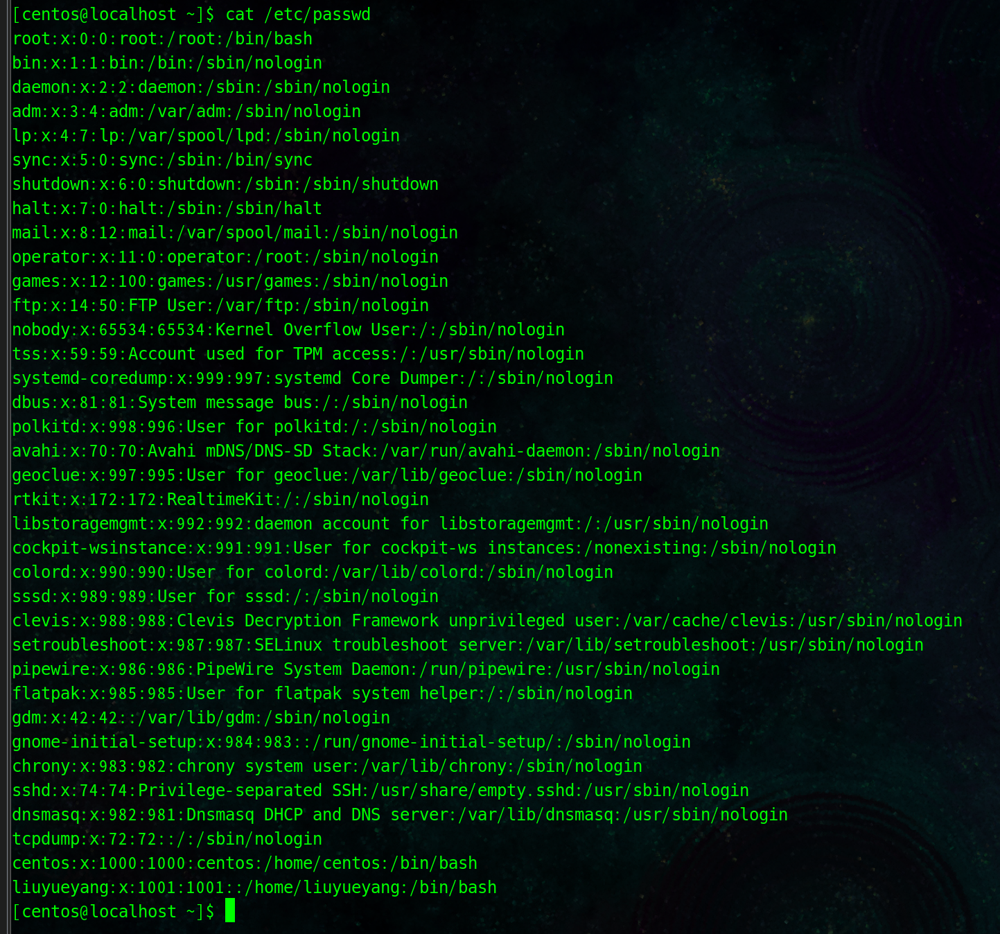 [centos@localhost ~]$ cat /etc/passwd
root:x:0:0:root:/root:/bin/bash
bin:x:1:1:bin:/bin:/sbin/nologin
daemon:x:2:2:daemon:/sbin:/sbin/nologin
adm:x:3:4:adm:/var/adm:/sbin/nologin
lp:x:4:7:lp:/var/spool/lpd:/sbin/nologin
sync:x:5:0:sync:/sbin:/bin/sync
shutdown:x:6:0:shutdown:/sbin:/sbin/shutdown
halt:x:7:0:halt:/sbin:/sbin/halt
mail:x:8:12:mail:/var/spool/mail:/sbin/nologin
operator:x:11:0:operator:/root:/sbin/nologin
games:x:12:100:games:/usr/games:/sbin/nologin
ftp:x:14:50:FTP User:/var/ftp:/sbin/nologin
nobody:x:65534:65534:Kernel Overflow User:/:/sbin/nologin
tss:x:59:59:Account used for TPM access:/:/usr/sbin/nologin
systemd-coredump:x:999:997:systemd Core Dumper:/:/sbin/nologin
dbus:x:81:81:System message bus:/:/sbin/nologin
polkitd:x:998:996:User for polkitd:/:/sbin/nologin
avahi:x:70:70:Avahi mDNS/DNS-SD Stack:/var/run/avahi-daemon:/sbin/nologin
geoclue:x:997:995:User for geoclue:/var/lib/geoclue:/sbin/nologin
rtkit:x:172:172:RealtimeKit:/:/sbin/nologin
libstoragemgmt:x:992:992:daemon account for libstoragemgmt:/:/usr/sbin/nologin
cockpit-wsinstance:x:991:991:User for cockpit-ws instances:/nonexisting:/sbin/nologin
colord:x:990:990:User for colord:/var/lib/colord:/sbin/nologin
sssd:x:989:989:User for sssd:/:/sbin/nologin
clevis:x:988:988:Clevis Decryption Framework unprivileged user:/var/cache/clevis:/usr/sbin/nologin
setroubleshoot:x:987:987:SELinux troubleshoot server:/var/lib/setroubleshoot:/usr/sbin/nologin
pipewire:x:986:986:PipeWire System Daemon:/run/pipewire:/usr/sbin/nologin
flatpak:x:985:985:User for flatpak system helper:/:/sbin/nologin
gdm:x:42:42::/var/lib/gdm:/sbin/nologin
gnome-initial-setup:x:984:983::/run/gnome-initial-setup/:/sbin/nologin
chrony:x:983:982:chrony system user:/var/lib/chrony:/sbin/nologin
sshd:x:74:74:Privilege-separated SSH:/usr/share/empty.sshd:/usr/sbin/nologin
dnsmasq:x:982:981:Dnsmasq DHCP and DNS server:/var/lib/dnsmasq:/usr/sbin/nologin
tcpdump:x:72:72::/:/sbin/nologin
centos:x:1000:1000:centos:/home/centos:/bin/bash
liuyueyang:x:1001:1001::/home/liuyueyang:/bin/bash
[centos@localhost ~]$